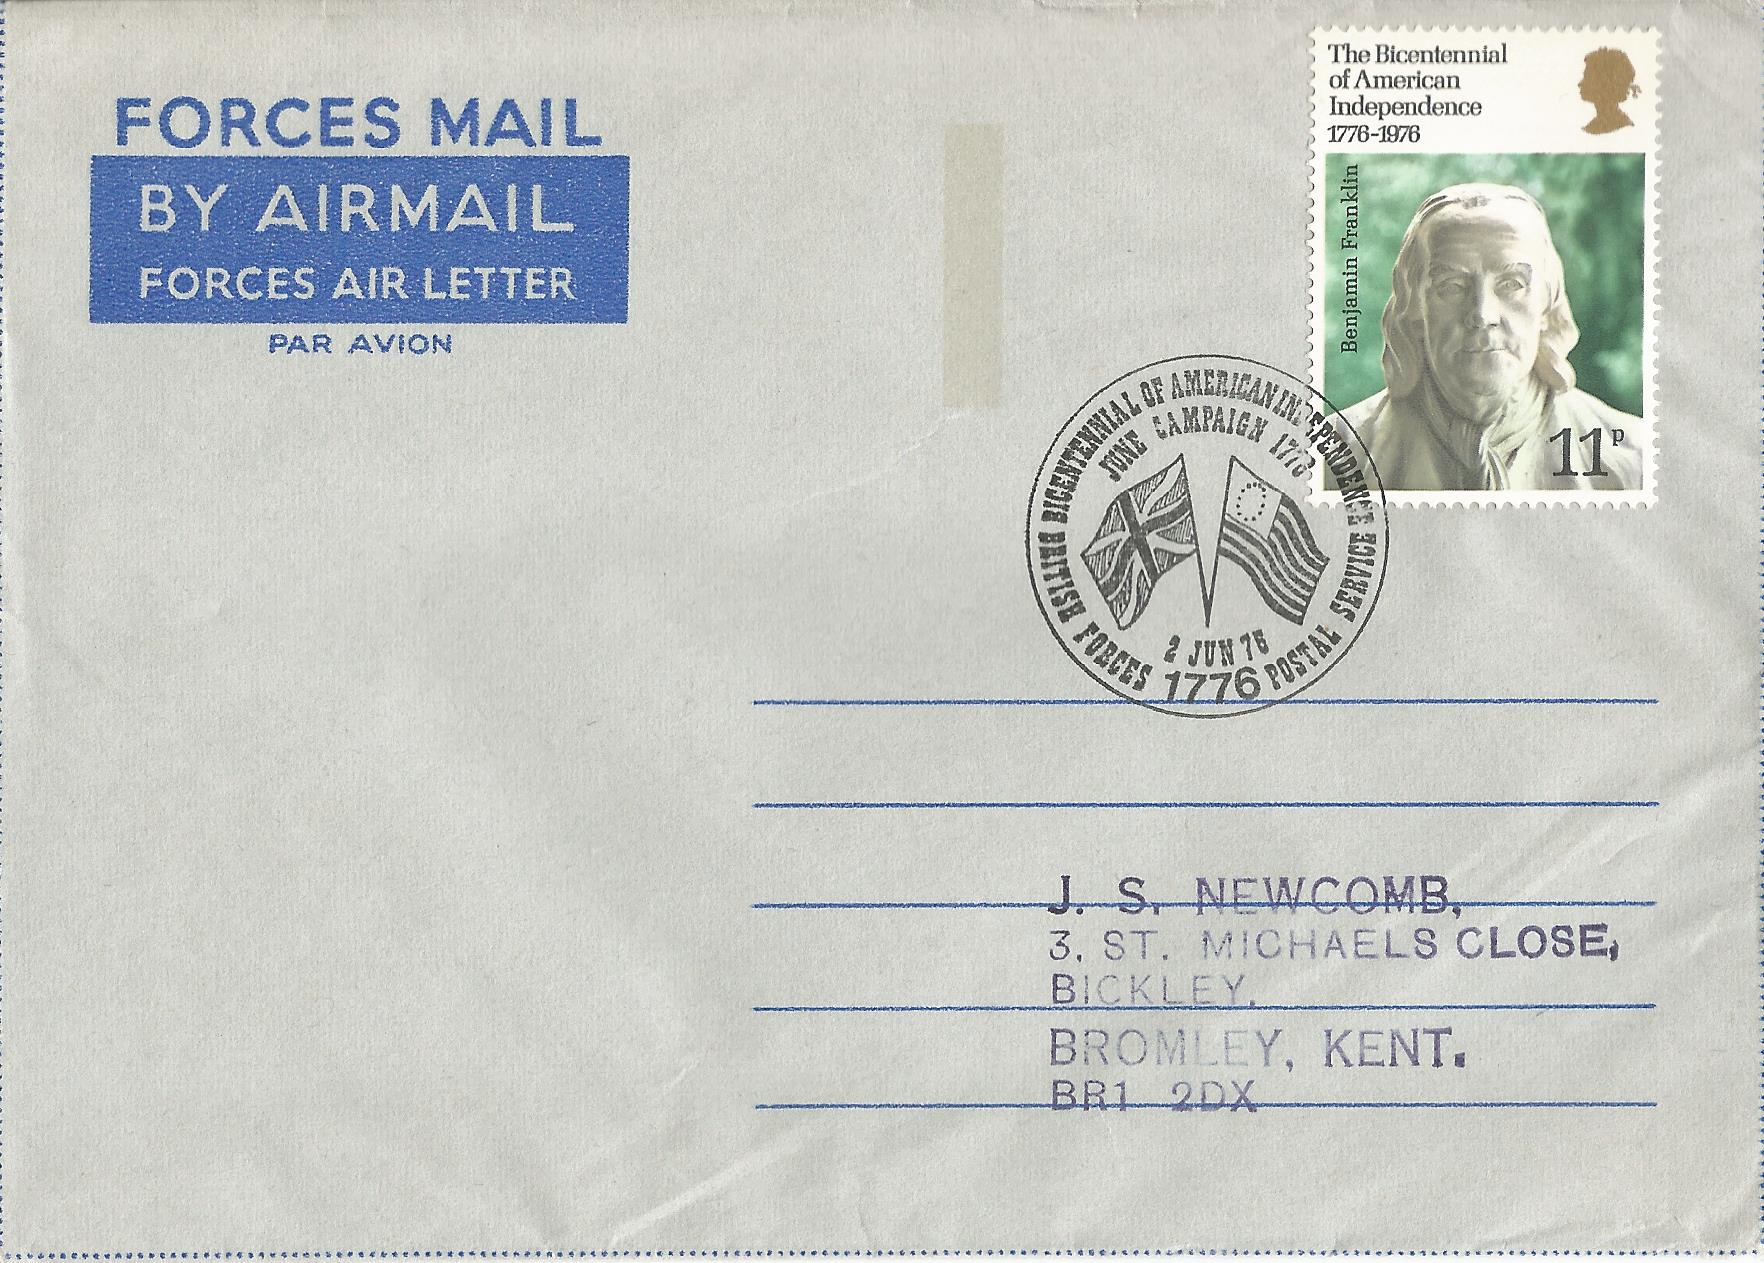 FORCES MAIL
BY AIRMAIL
FORCES AIR LETTER
PAR AVION
The Bicentennial
of American
Independence
1776-1976
Benjamin Franklin
11P
BICENTENNIAL OF AMERICAN INDEPENDENCE
JUNE CAMPAIGN 1776
2 JUN 76
BRITISH FORCES 1776 POSTAL SERVICE
J. S. NEWCOMB,
3, ST. MICHAELS CLOSE,
BICKLEY.
BROMLEY, KENT.
BR1 2DX